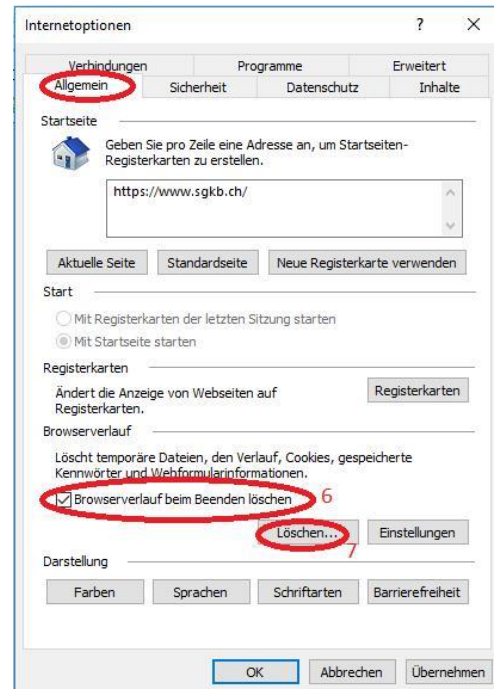 Internetoptionen ? ×
Verbindungen Programme Erweitert
Allgemein Sicherheit Datenschutz Inhalte
Startseite
Geben Sie pro Zeile eine Adresse an, um Startseiten-
Registerkarten zu erstellen.
https://www.sgkb.ch/
Aktuelle Seite Standardseite Neue Registerkarte verwenden
Start
Mit Registerkarten der letzten Sitzung starten
Mit Startseite starten
Registerkarten
Ändert die Anzeige von Webseiten auf
Registerkarten.
Registerkarten
Browserverlauf
Löscht temporäre Dateien, den Verlauf, Cookies, gespeicherte
Kennwörter und Webformularinformationen.
Browserverlauf beim Beenden löschen 6
Löschen... 7 Einstellungen
Darstellung
Farben Sprachen Schriftarten Barrierefreiheit
OK Abbrechen Übernehmen